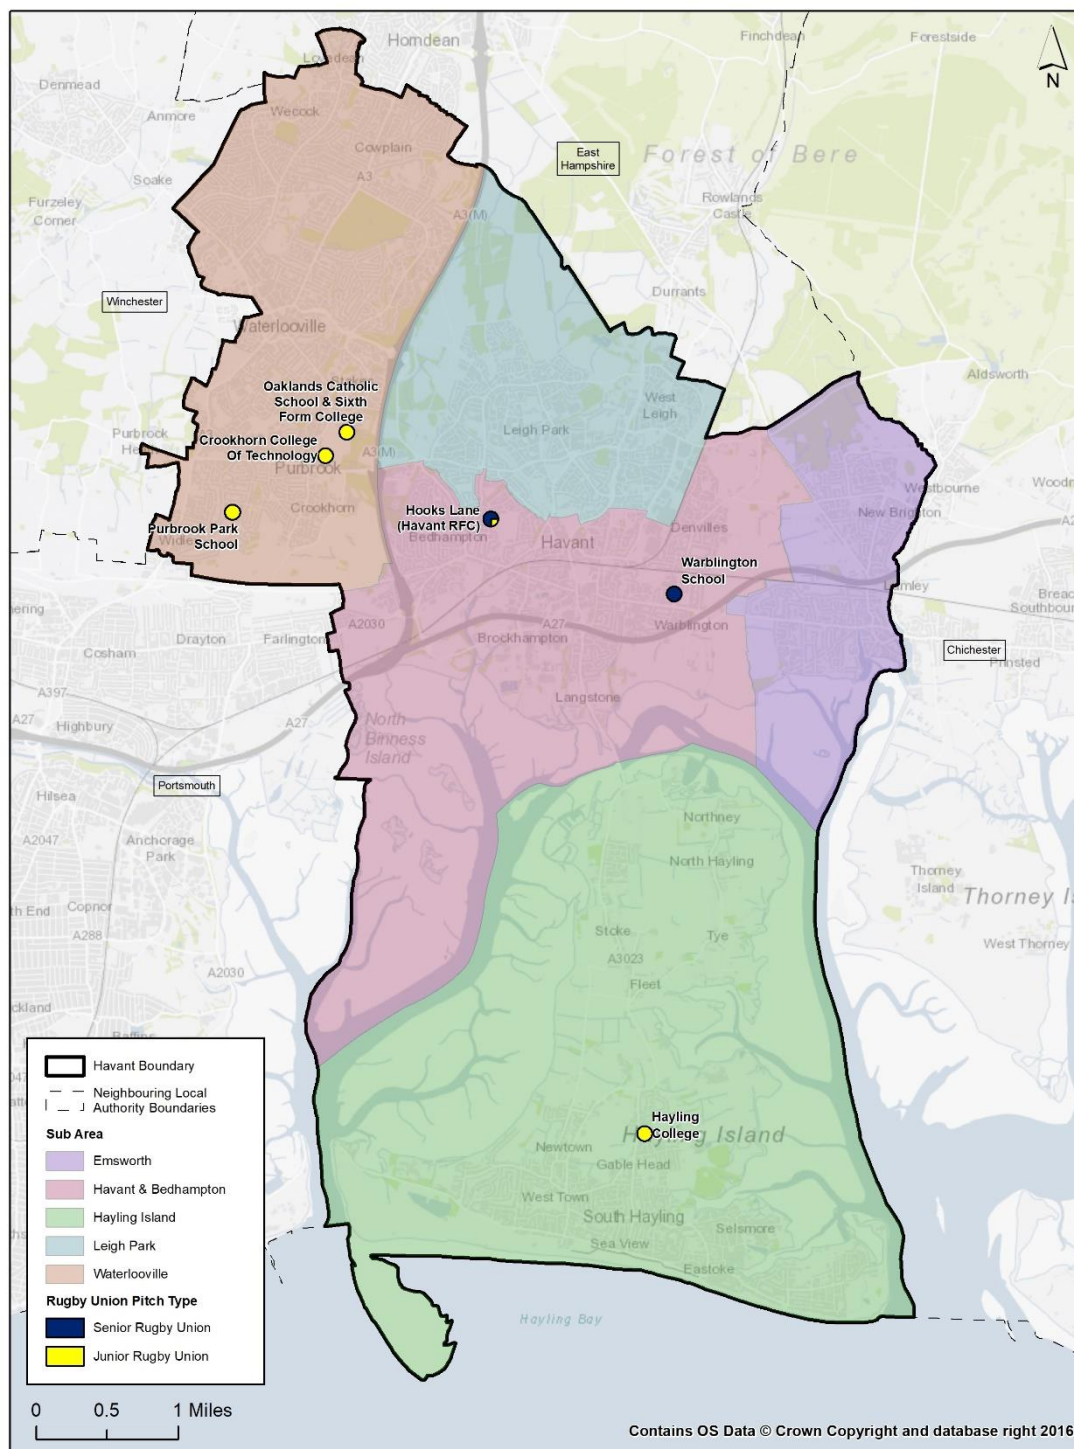 Horndean
Finchdean
Forestside
Lovedean
Denmead
Wecock
Anmore
N
Cowplain
East
Hampshire
Forest of Bere
A3
Soake
Rowlands
Castle
Furzeley
Corner
A3(M)
Durrants
Winchester
Waterlooville
Aldsworth
Oaklands Catholic
School & Sixth
Form College
West
Leigh
Leigh Park
Purbrook
Crookhorn College
Of Technology
A3(M)
Purbrook
Westbourne
New Brighton
Crookhorn
Hooks Lane
(Havant RFC)
Purbrook Park
School
Bedhampton
Havant
Denvilles
Warblington
School
A2030
A27
Warblington
Drayton
Farlington
Brockhampton
Southbourne
Cosham
Chichester
Prinsted
A397
Langstone
A27
Highbury
A27
North
Binness
Island
Portsmouth
Hilsea
Northney
A2047
Anchorage
Park
North Hayling
Thorney
Island
Copnor
A288
Stoke
Tye
West Thorney
A3023
A2030
Fleet
Hayling
College
Hayling Island
Newtown
Gable Head
West Town
South Hayling
Selsmore
Sea View
Eastoke
Hayling Bay
Havant Boundary
Neighbouring Local
Authority Boundaries
Sub Area
Emsworth
Havant & Bedhampton
Hayling Island
Leigh Park
Waterlooville
Rugby Union Pitch Type
Senior Rugby Union
Junior Rugby Union
0 0.5 1 Miles
Contains OS Data © Crown Copyright and database right 2016